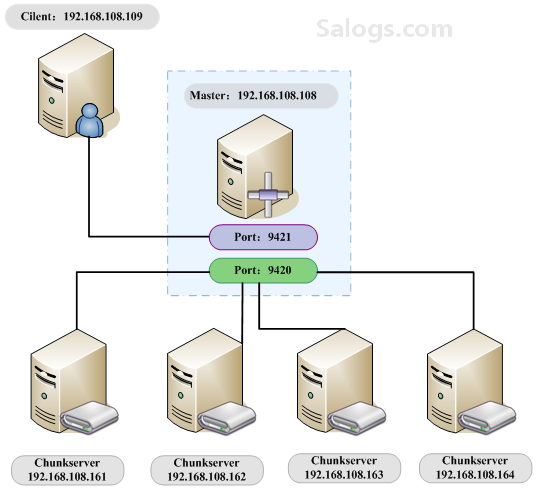 Cilent：192.168.108.109
Salogs.com
Master：192.168.108.108
Port：9421
Port：9420
Chunkserver
192.168.108.161
Chunkserver
192.168.108.162
Chunkserver
192.168.108.163
Chunkserver
192.168.108.164